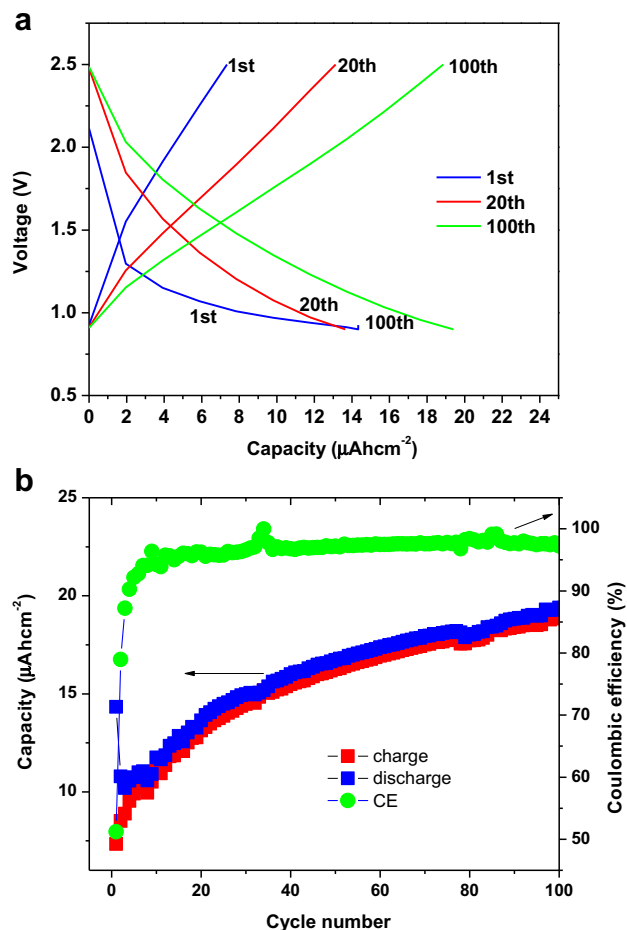 a
2.5
2.0
1.5
1.0
0.5
Voltage (V)
1st
20th
100th
1st
20th
100th
1st
20th
100th
0 2 4 6 8 10 12 14 16 18 20 22 24
Capacity (µAhcm⁻²)
b
25
20
15
10
Capacity (µAhcm⁻²)
100
90
80
70
60
50
Coulombic efficiency (%)
charge
discharge
CE
0 20 40 60 80 100
Cycle number